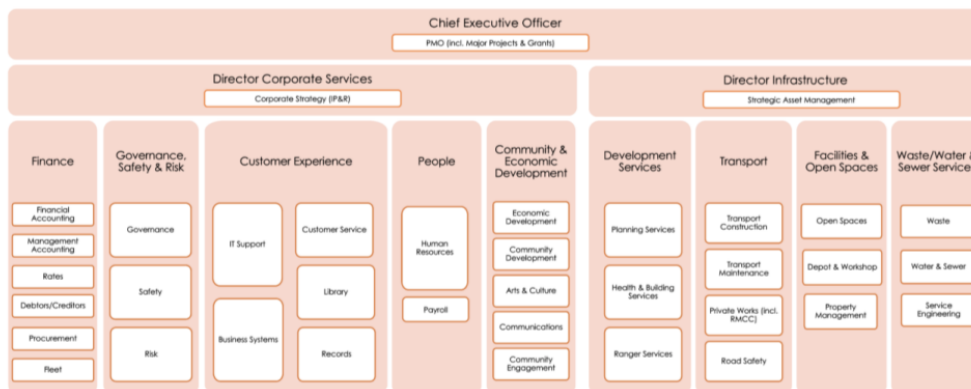 Chief Executive Officer
PMO (incl. Major Projects & Grants)
Director Corporate Services
Corporate Strategy (IP&R)
Director Infrastructure
Strategic Asset Management
Finance
Financial
Accounting
Management
Accounting
Rates
Debtors/Creditors
Procurement
Fleet
Governance,
Safety & Risk
Governance
Safety
Risk
Customer Experience
IT Support
Business Systems
Customer Service
Library
Records
People
Human
Resources
Payroll
Community &
Economic
Development
Economic
Development
Community
Development
Arts & Culture
Communications
Community
Engagement
Development
Services
Planning Services
Health & Building
Services
Ranger Services
Transport
Transport
Construction
Transport
Maintenance
Private Works (incl.
RMCC)
Road Safety
Facilities &
Open Spaces
Open Spaces
Depot & Workshop
Property
Management
Waste/Water &
Sewer Service
Waste
Water & Sewer
Service
Engineering